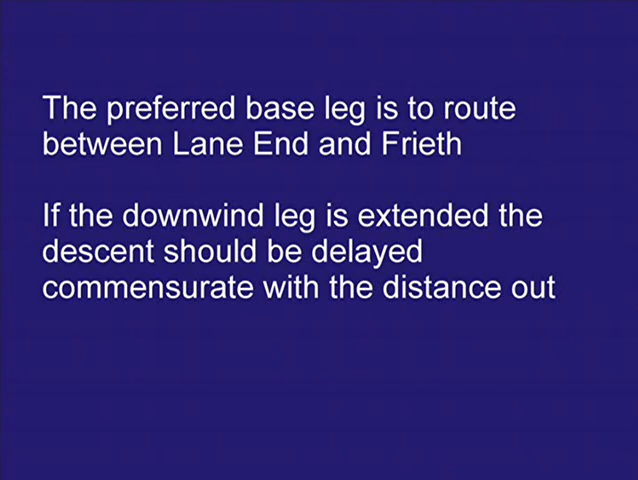 The preferred base leg is to route
between Lane End and Frieth
If the downwind leg is extended the
descent should be delayed
commensurate with the distance out